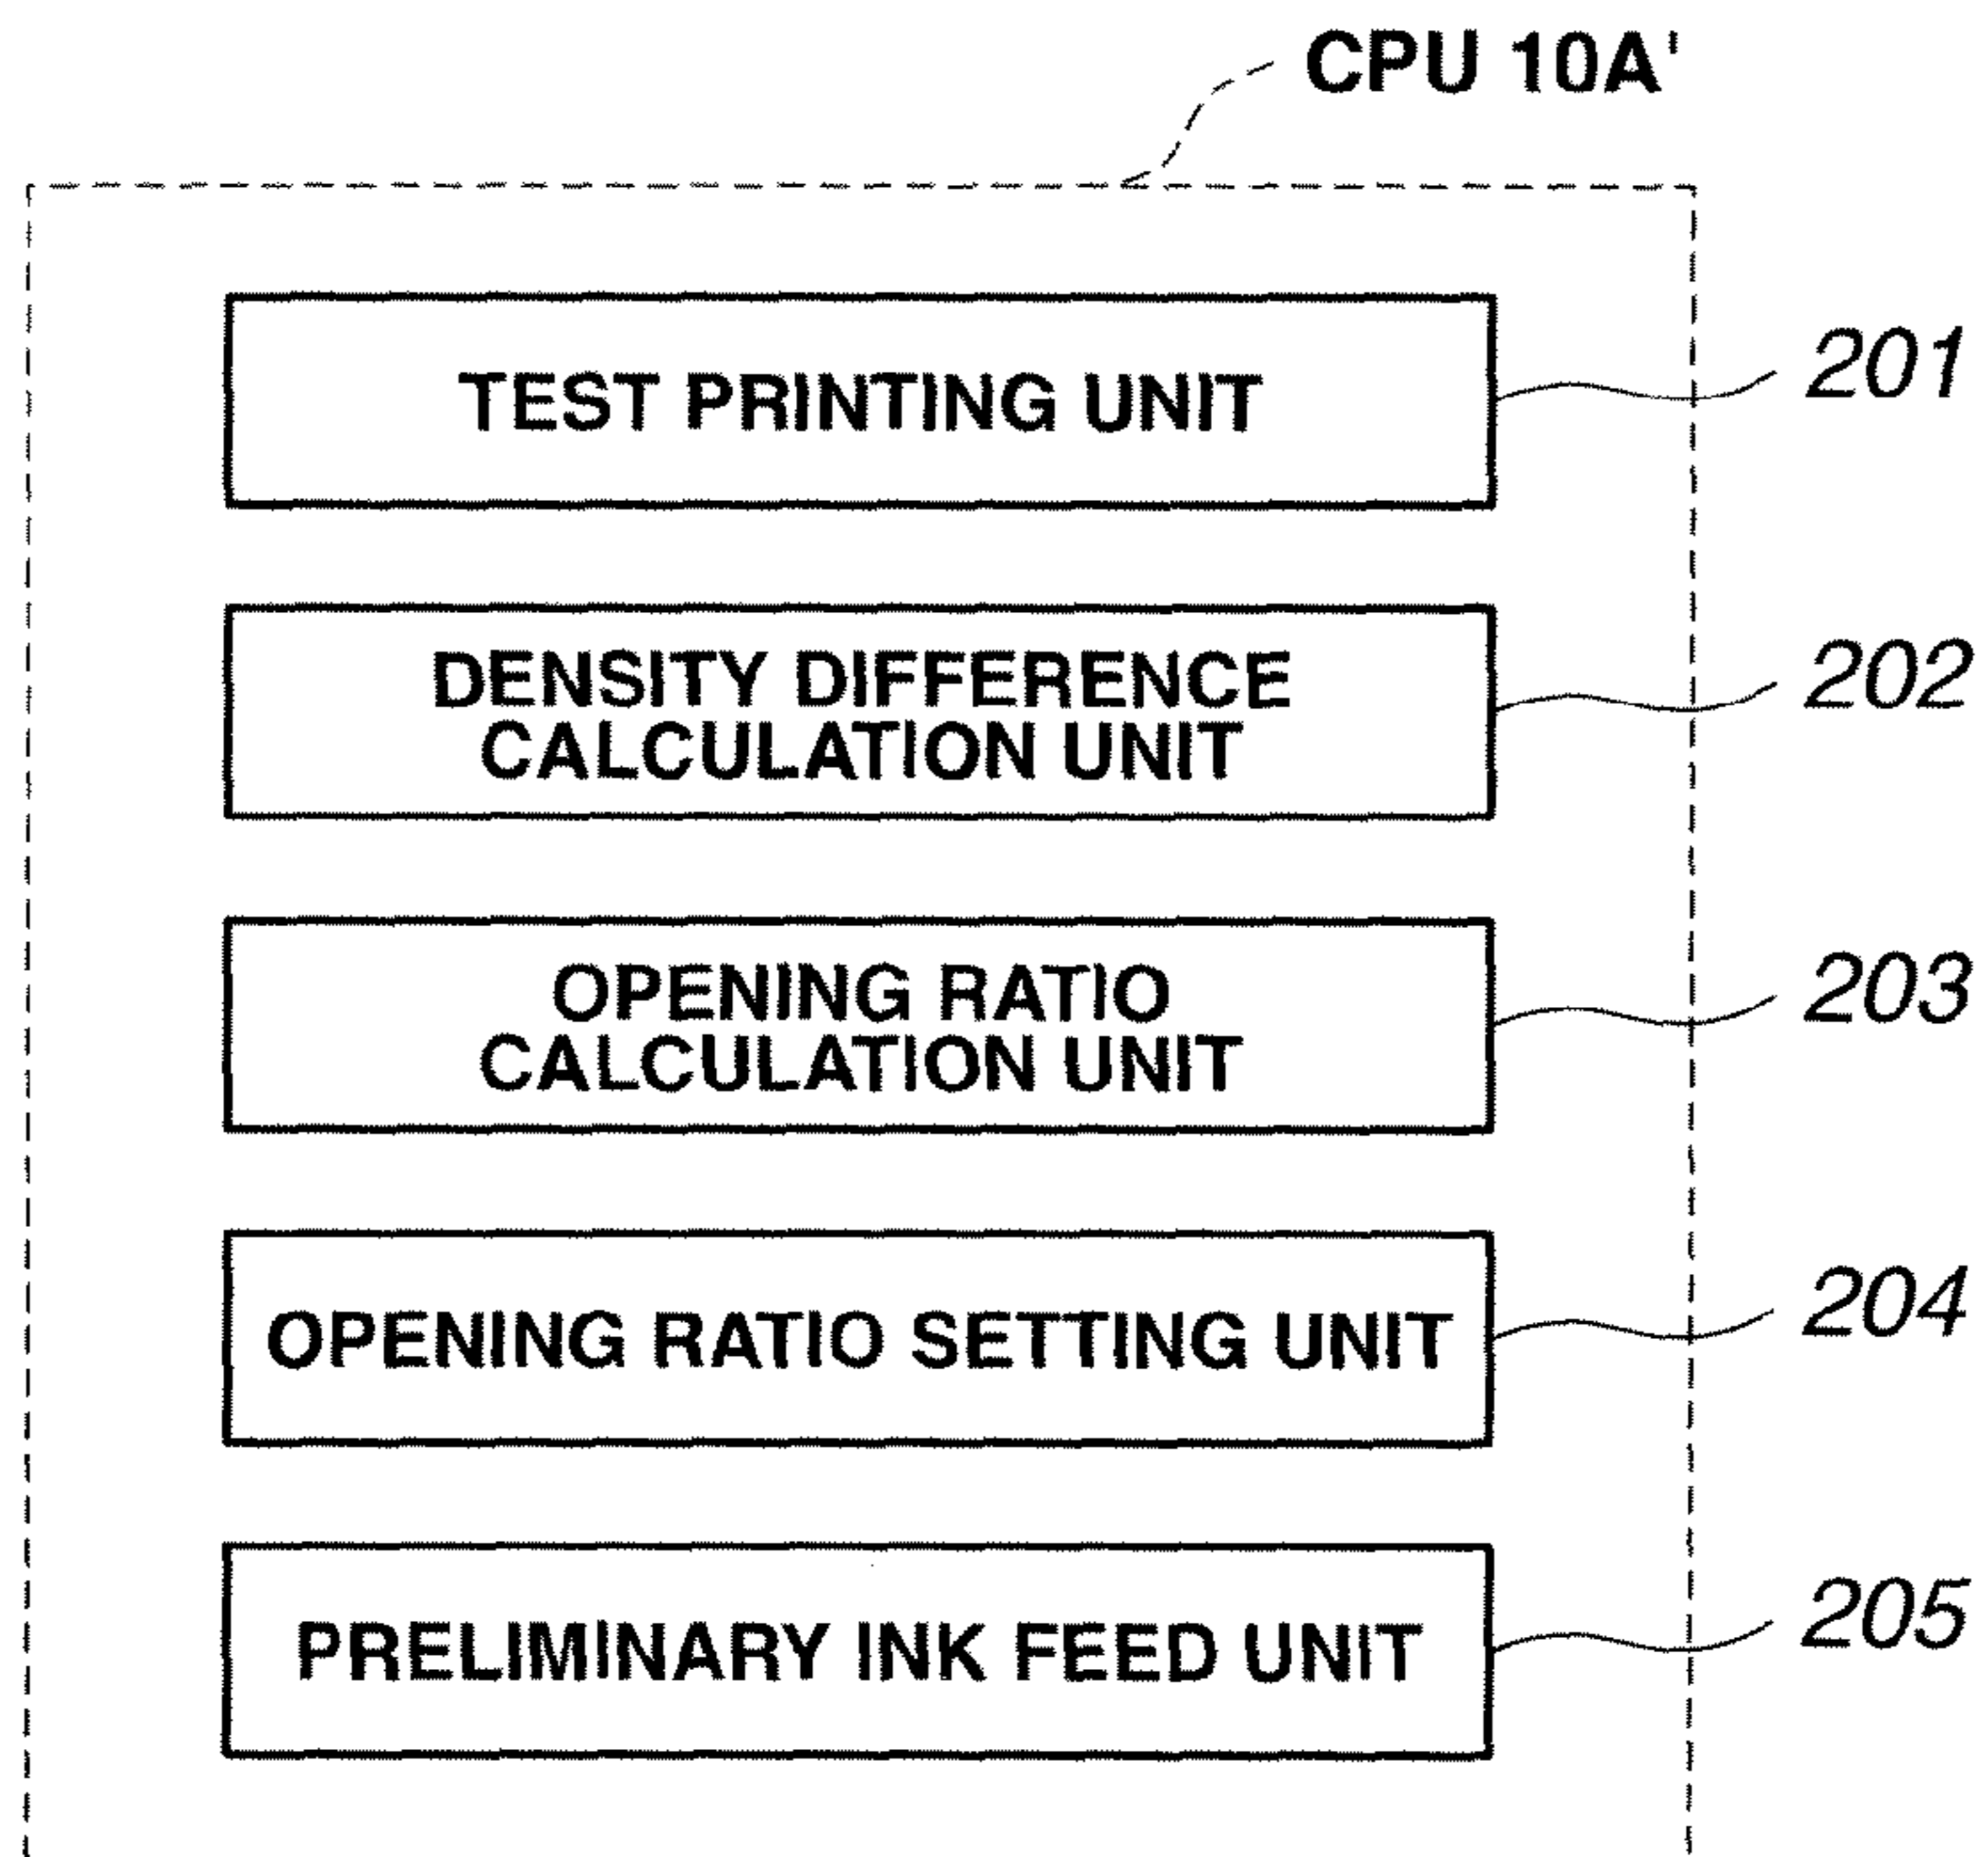 CPU 10A'
TEST PRINTING UNIT
201
DENSITY DIFFERENCE
CALCULATION UNIT
202
OPENING RATIO
CALCULATION UNIT
203
OPENING RATIO SETTING UNIT
204
PRELIMINARY INK FEED UNIT
205